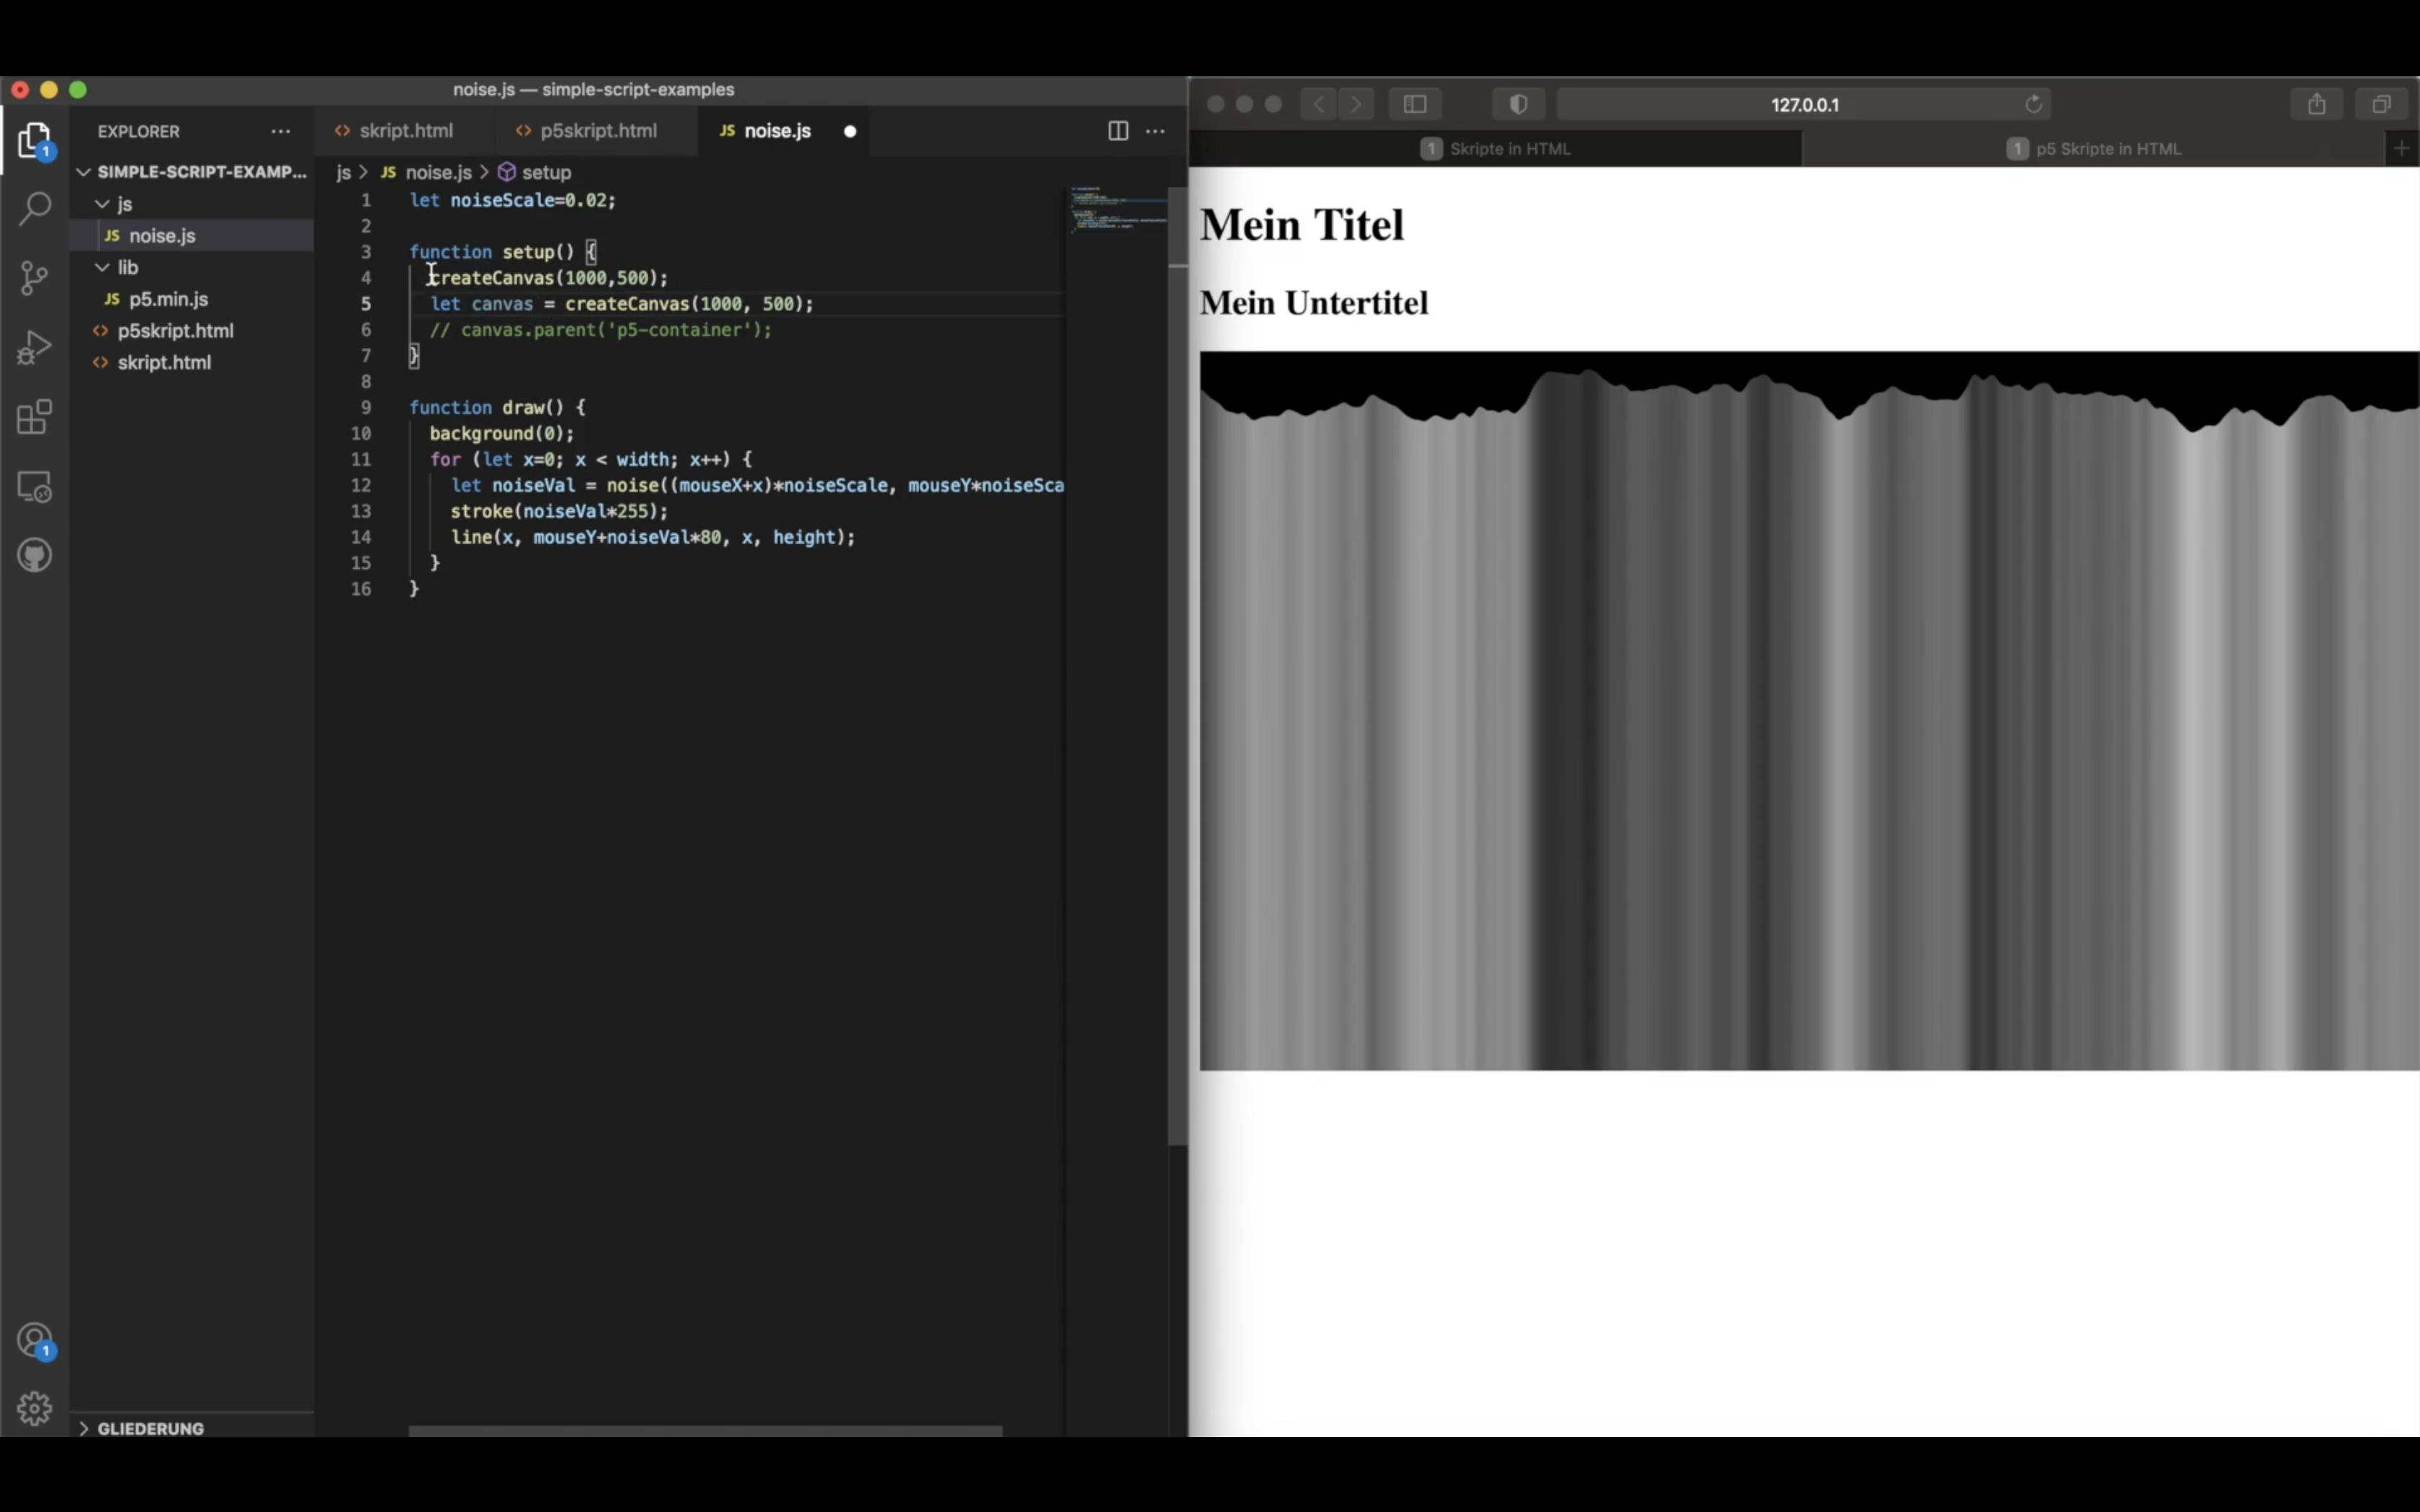 noise.js — simple-script-examples
EXPLORER
SIMPLE-SCRIPT-EXAMP...
js
JS noise.js
lib
JS p5.min.js
p5skript.html
skript.html
GLIEDERUNG
1
1
skript.html
p5skript.html
JS noise.js
js > JS noise.js > setup
1 let noiseScale=0.02;
2
3 function setup() {
4 createCanvas(1000,500);
5 let canvas = createCanvas(1000, 500);
6 // canvas.parent('p5-container');
7 }
8
9 function draw() {
10 background(0);
11 for (let x=0; x < width; x++) {
12 let noiseVal = noise((mouseX+x)*noiseScale, mouseY*noiseSca
13 stroke(noiseVal*255);
14 line(x, mouseY+noiseVal*80, x, height);
15 }
16 }
127.0.0.1
1 Skripte in HTML
1 p5 Skripte in HTML
Mein Titel
Mein Untertitel